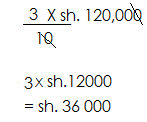 3 X sh. 120,000
10
3 x sh.12000
= sh. 36 000